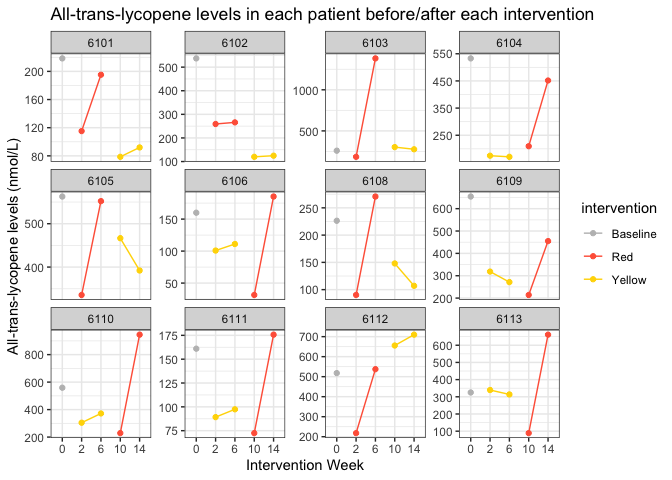 All-trans-lycopene levels in each patient before/after each intervention
6101 6102 6103 6104
200 160 120 80
500 400 300 200 100
1000 500
550 450 350 250
6105 6106 6108 6109
500 400
150 100 50
250 200 150 100
600 500 400 300 200
6110 6111 6112 6113
800 600 400 200
175 150 125 100 75
700 600 500 400 300 200
600 500 400 300 200 100
0 2 6 10 14 0 2 6 10 14 0 2 6 10 14 0 2 6 10 14
Intervention Week
All-trans-lycopene levels (nmol/L)
intervention
Baseline
Red
Yellow